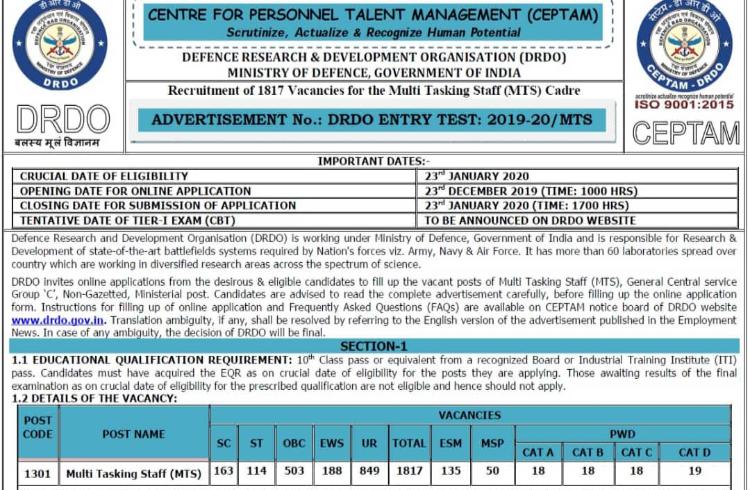 डी आर डी ओ
DEFENCE R&D ORGANISATION
MINISTRY OF DEFENCE
DRDO
DRDO
बलस्य मूलं विज्ञानम
CENTRE FOR PERSONNEL TALENT MANAGEMENT (CEPTAM)
Scrutinize, Actualize & Recognize Human Potential
DEFENCE RESEARCH & DEVELOPMENT ORGANISATION (DRDO)
MINISTRY OF DEFENCE, GOVERNMENT OF INDIA
Recruitment of 1817 Vacancies for the Multi Tasking Staff (MTS) Cadre
ADVERTISEMENT No.: DRDO ENTRY TEST: 2019-20/MTS
CEPTAM - DRDO
scrutinize actualize recognize human potential
ISO 9001:2015
CEPTAM
IMPORTANT DATES:-
CRUCIAL DATE OF ELIGIBILITY 23rd JANUARY 2020
OPENING DATE FOR ONLINE APPLICATION 23rd DECEMBER 2019 (TIME: 1000 HRS)
CLOSING DATE FOR SUBMISSION OF APPLICATION 23rd JANUARY 2020 (TIME: 1700 HRS)
TENTATIVE DATE OF TIER-I EXAM (CBT) TO BE ANNOUNCED ON DRDO WEBSITE
Defence Research and Development Organisation (DRDO) is working under Ministry of Defence, Government of India and is responsible for Research &
Development of state-of-the-art battlefields systems required by Nation's forces viz. Army, Navy & Air Force. It has more than 60 laboratories spread over
country which are working in diversified research areas across the spectrum of science.
DRDO invites online applications from the desirous & eligible candidates to fill up the vacant posts of Multi Tasking Staff (MTS), General Central service
Group 'C', Non-Gazetted, Ministerial post. Candidates are advised to read the complete advertisement carefully, before filling up the online application
form. Instructions for filling up of online application and Frequently Asked Questions (FAQs) are available on CEPTAM notice board of DRDO website
www.drdo.gov.in. Translation ambiguity, if any, shall be resolved by referring to the English version of the advertisement published in the Employment
News. In case of any ambiguity, the decision of DRDO will be final.
SECTION-1
1.1 EDUCATIONAL QUALIFICATION REQUIREMENT: 10th Class pass or equivalent from a recognized Board or Industrial Training Institute (ITI)
pass. Candidates must have acquired the EQR as on crucial date of eligibility for the posts they are applying. Those awaiting results of the final
examination as on crucial date of eligibility for the prescribed qualification are not eligible and hence should not apply.
1.2 DETAILS OF THE VACANCY:
POST CODE POST NAME VACANCIES
SC ST OBC EWS UR TOTAL ESM MSP PWD
CAT A CAT B CAT C CAT D
1301 Multi Tasking Staff (MTS) 163 114 503 188 849 1817 135 50 18 18 18 19